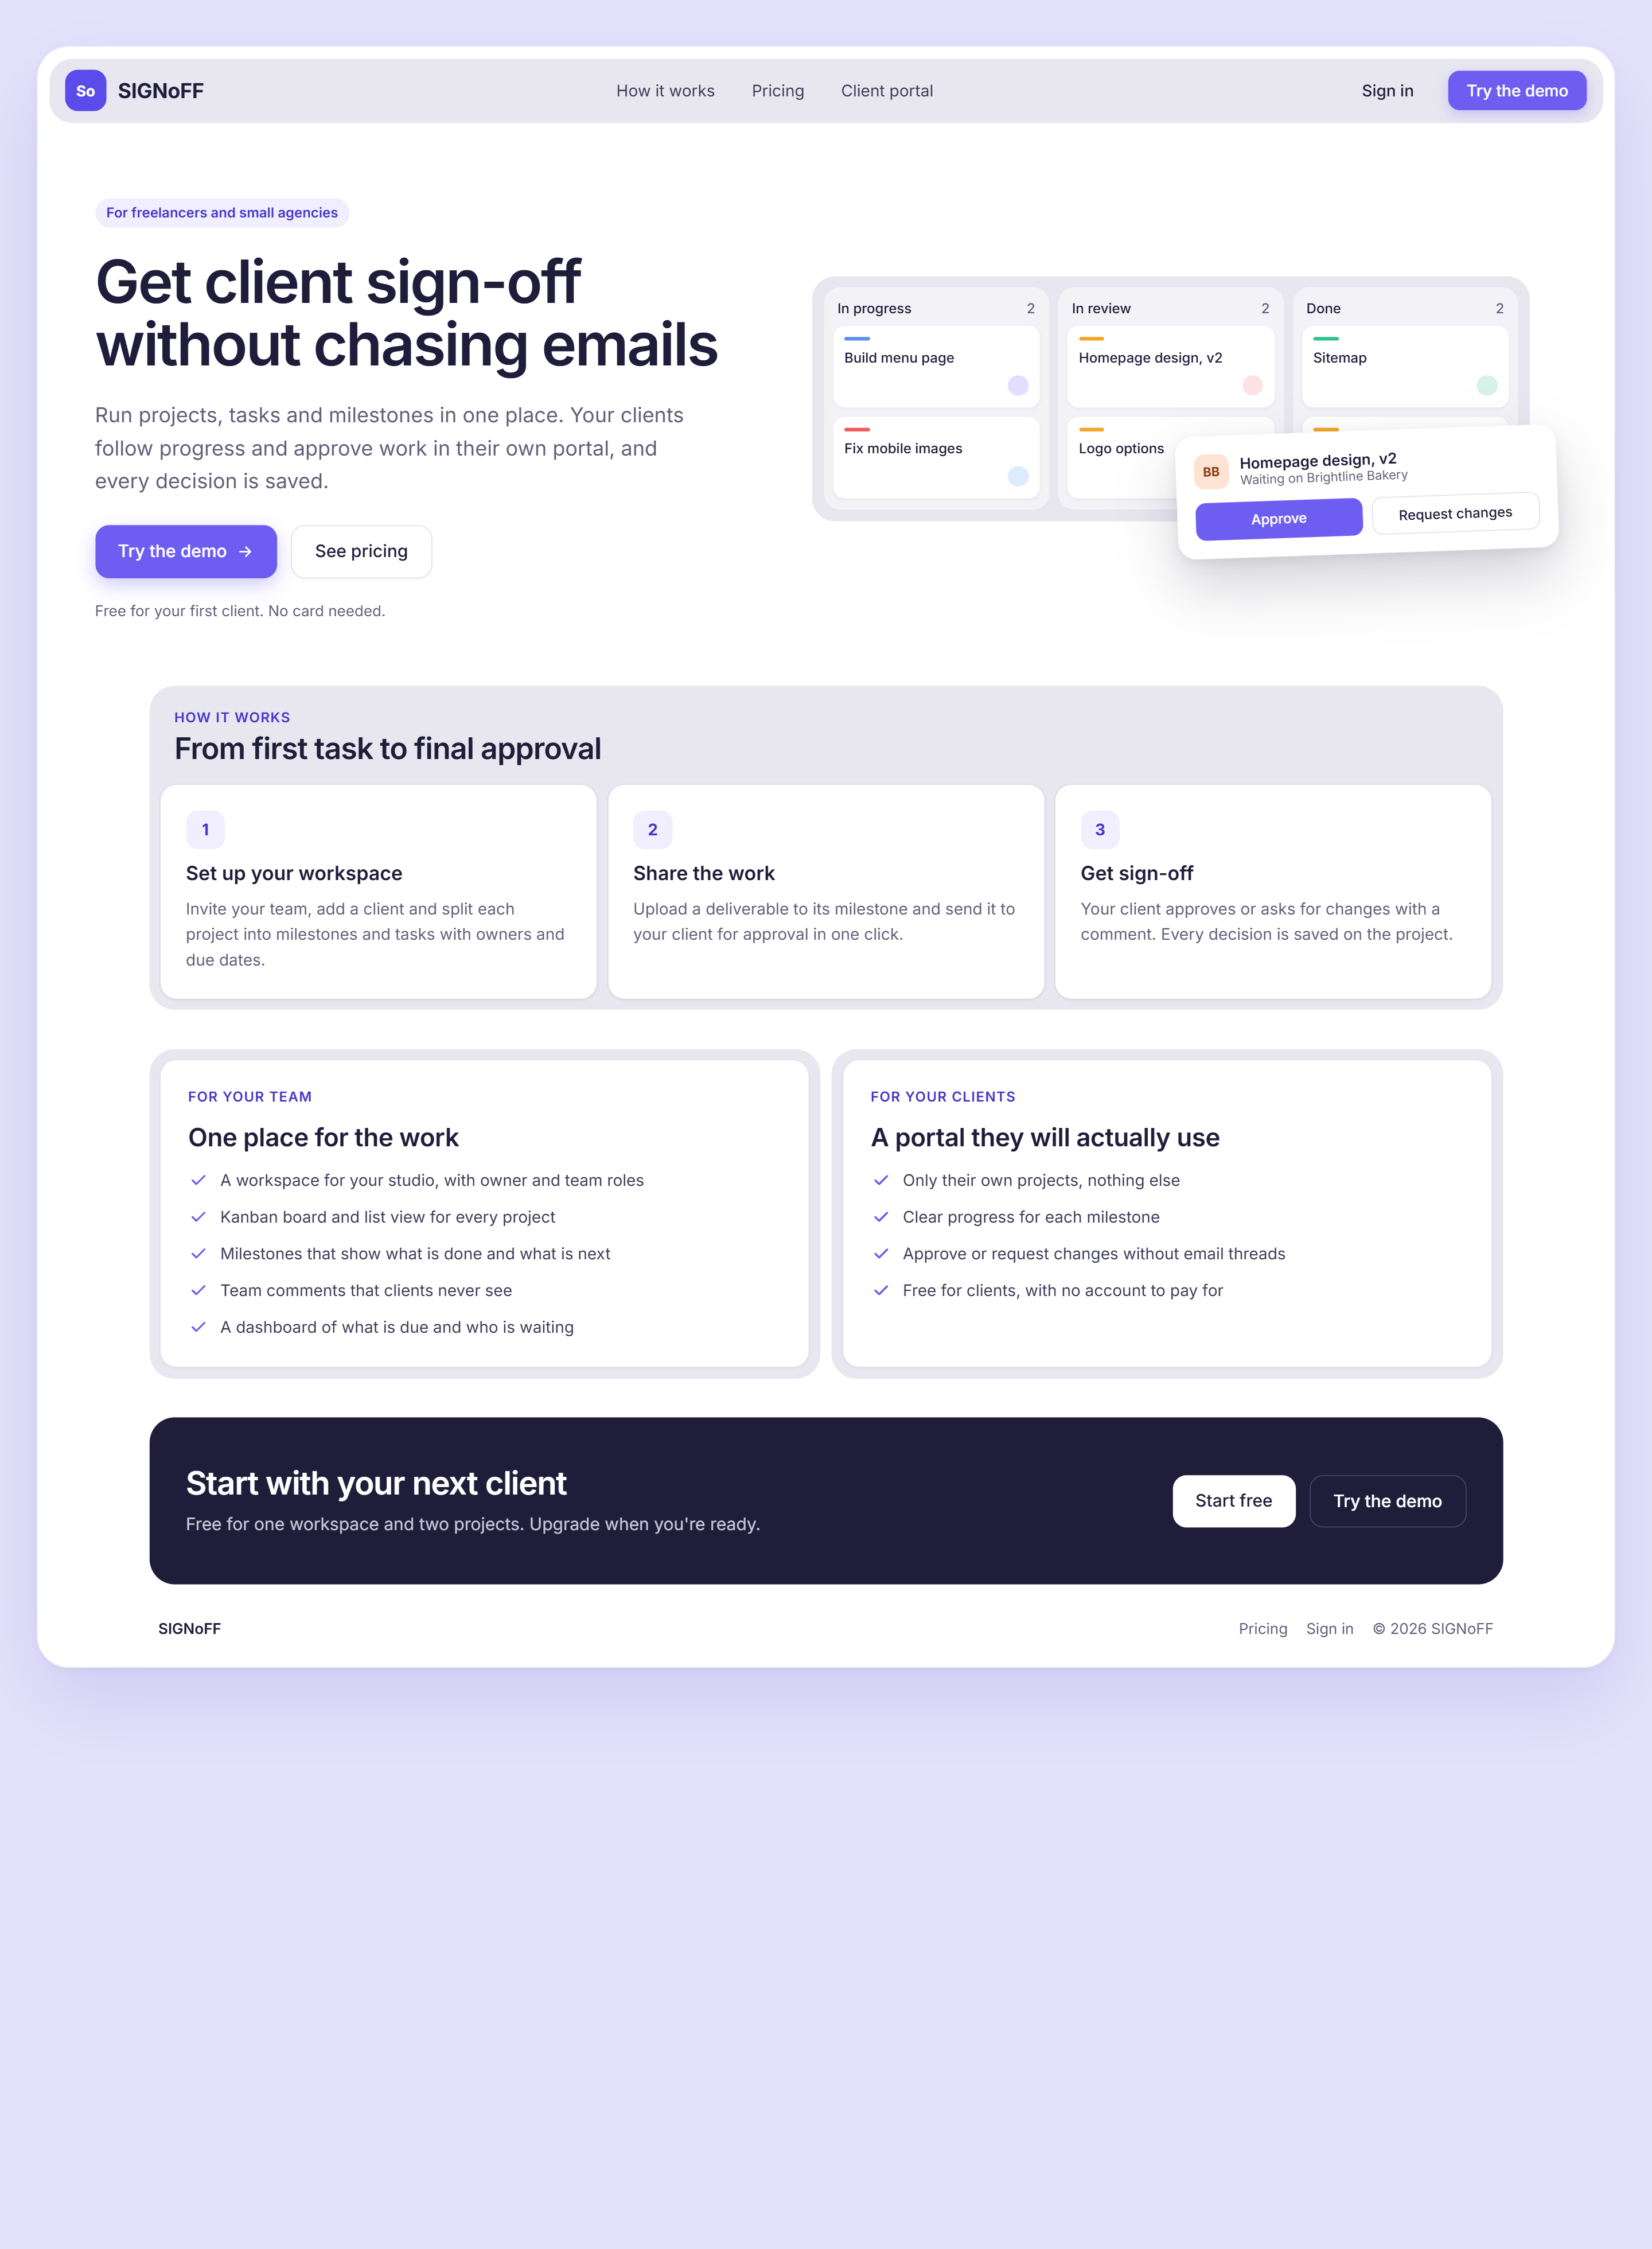 So
SIGNoFF
How it works
Pricing
Client portal
Sign in
Try the demo
For freelancers and small agencies
Get client sign-off
without chasing emails
Run projects, tasks and milestones in one place. Your clients
follow progress and approve work in their own portal, and
every decision is saved.
Try the demo →
See pricing
Free for your first client. No card needed.
In progress 2
Build menu page
Fix mobile images
In review 2
Homepage design, v2
Logo options
Done 2
Sitemap
BB
Homepage design, v2
Waiting on Brightline Bakery
Approve
Request changes
HOW IT WORKS
From first task to final approval
1
Set up your workspace
Invite your team, add a client and split each
project into milestones and tasks with owners and
due dates.
2
Share the work
Upload a deliverable to its milestone and send it to
your client for approval in one click.
3
Get sign-off
Your client approves or asks for changes with a
comment. Every decision is saved on the project.
FOR YOUR TEAM
One place for the work
A workspace for your studio, with owner and team roles
Kanban board and list view for every project
Milestones that show what is done and what is next
Team comments that clients never see
A dashboard of what is due and who is waiting
FOR YOUR CLIENTS
A portal they will actually use
Only their own projects, nothing else
Clear progress for each milestone
Approve or request changes without email threads
Free for clients, with no account to pay for
Start with your next client
Free for one workspace and two projects. Upgrade when you're ready.
Start free
Try the demo
SIGNoFF
Pricing
Sign in
© 2026 SIGNoFF